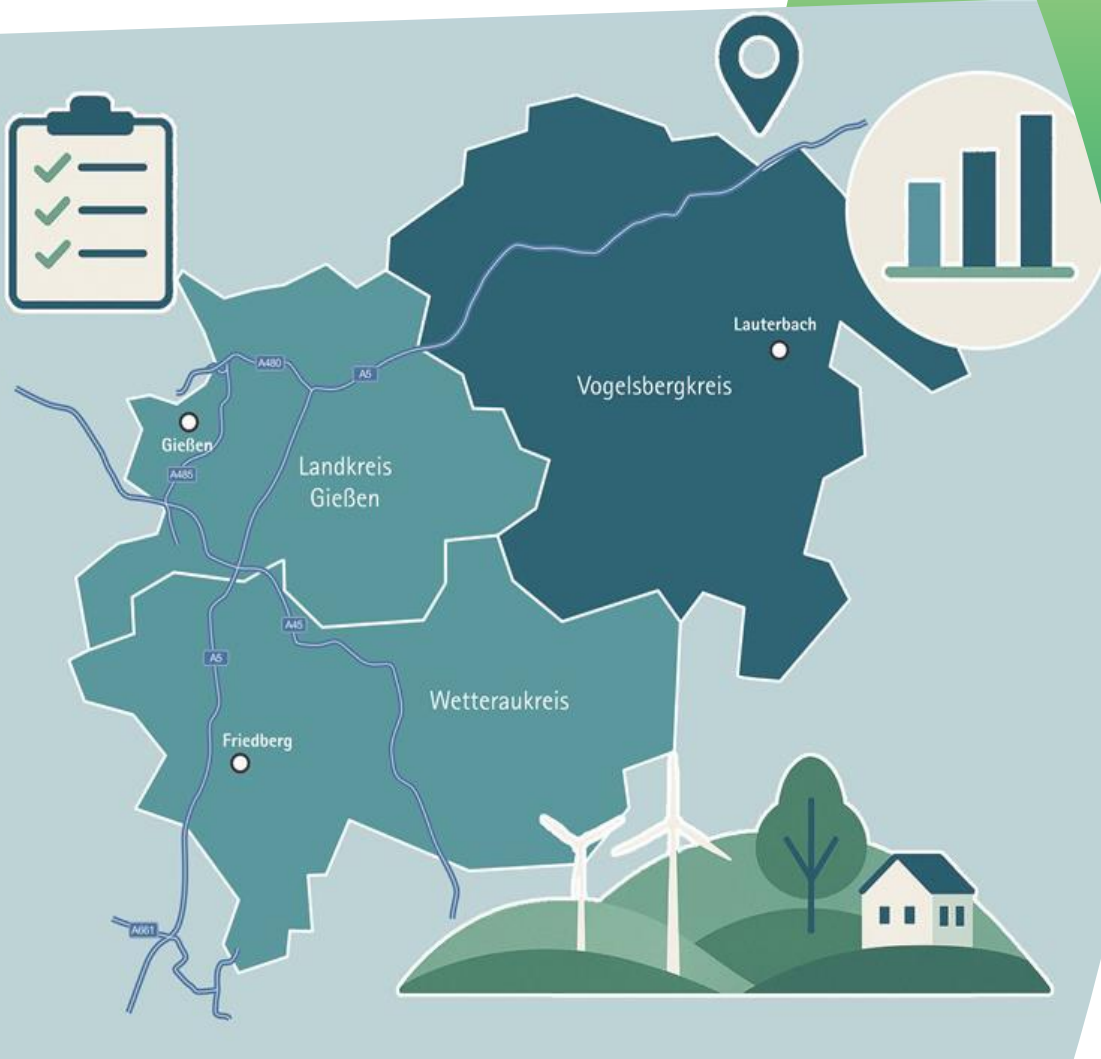 Lauterbach
Vogelsbergkreis
A480
A5
Gießen
A485
Landkreis
Gießen
A45
A5
Wetteraukreis
Friedberg
A661